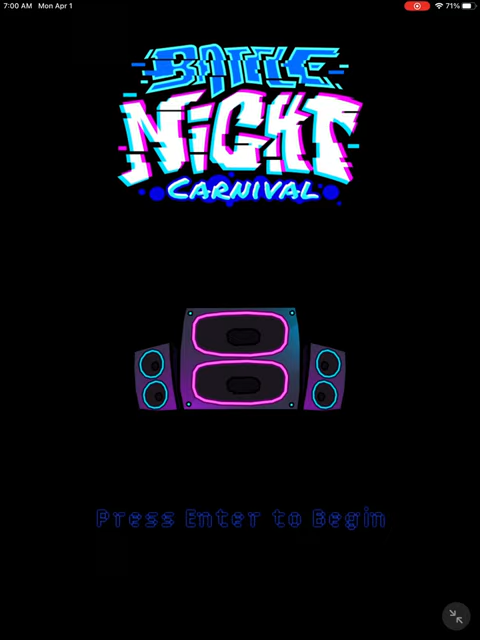 7:00 AM Mon Apr 1 71%
BATTLE
NiGHT
CARNIVAL
Press Enter to Begin